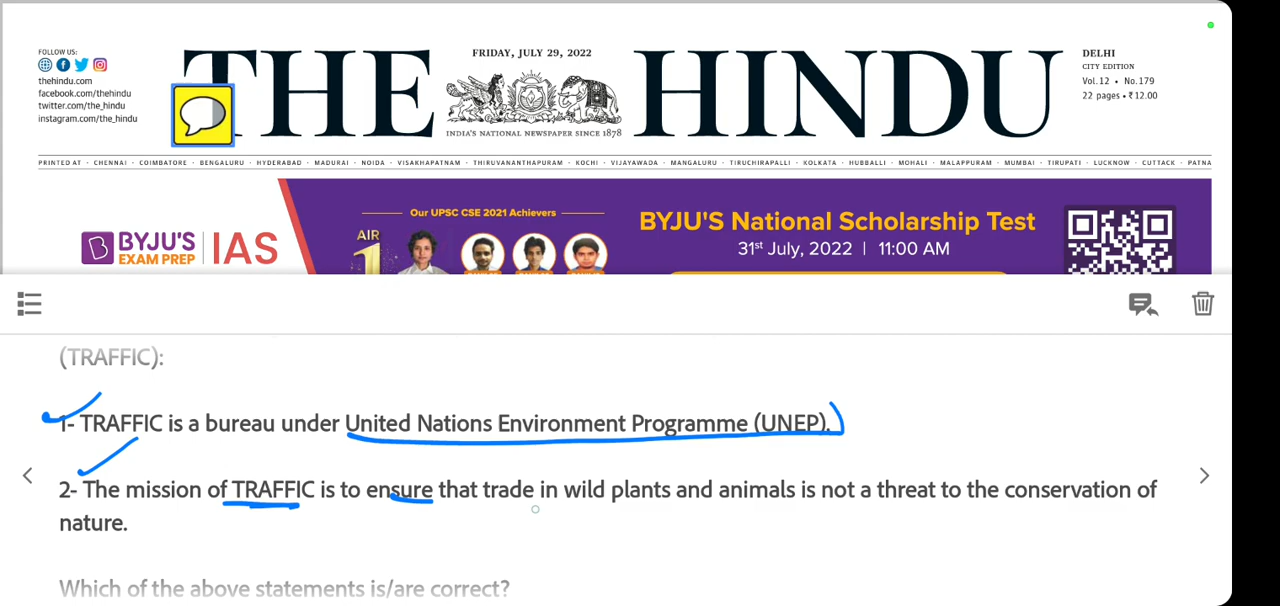 FOLLOW US:
thehindu.com
facebook.com/thehindu
twitter.com/the_hindu
instagram.com/the_hindu
THE HINDU
FRIDAY, JULY 29, 2022
INDIA'S NATIONAL NEWSPAPER SINCE 1878
DELHI
CITY EDITION
Vol.12 • No.179
22 pages • ₹12.00
PRINTED AT · CHENNAI · COIMBATORE · BENGALURU · HYDERABAD · MADURAI · NOIDA · VISAKHAPATNAM · THIRUVANANTHAPURAM · KOCHI · VIJAYAWADA · MANGALURU · TIRUCHIRAPALLI · KOLKATA · HUBBALLI · MOHALI · MALAPPURAM · MUMBAI · TIRUPATI · LUCKNOW · CUTTACK · PATNA
BYJU'S
EXAM PREP
IAS
Our UPSC CSE 2021 Achievers
AIR
1
BYJU'S National Scholarship Test
31st July, 2022 | 11:00 AM
(TRAFFIC):
1- TRAFFIC is a bureau under United Nations Environment Programme (UNEP).
2- The mission of TRAFFIC is to ensure that trade in wild plants and animals is not a threat to the conservation of
nature.
Which of the above statements is/are correct?